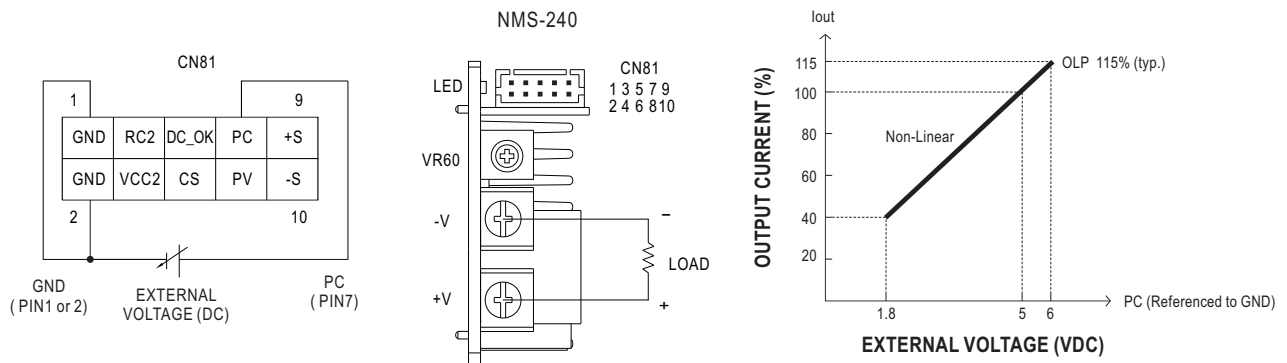 NMS-240
CN81
1
9
GND RC2 DC_OK PC +S
GND VCC2 CS PV -S
2
10
GND
( PIN1 or 2)
EXTERNAL
VOLTAGE (DC)
PC
( PIN7)
LED
CN81
1 3 5 7 9
2 4 6 8 10
VR60
-V
+V
−
LOAD
+
Iout
OUTPUT CURRENT (%)
115
100
80
60
40
20
OLP 115% (typ.)
Non-Linear
1.8
5
6
PC (Referenced to GND)
EXTERNAL VOLTAGE (VDC)